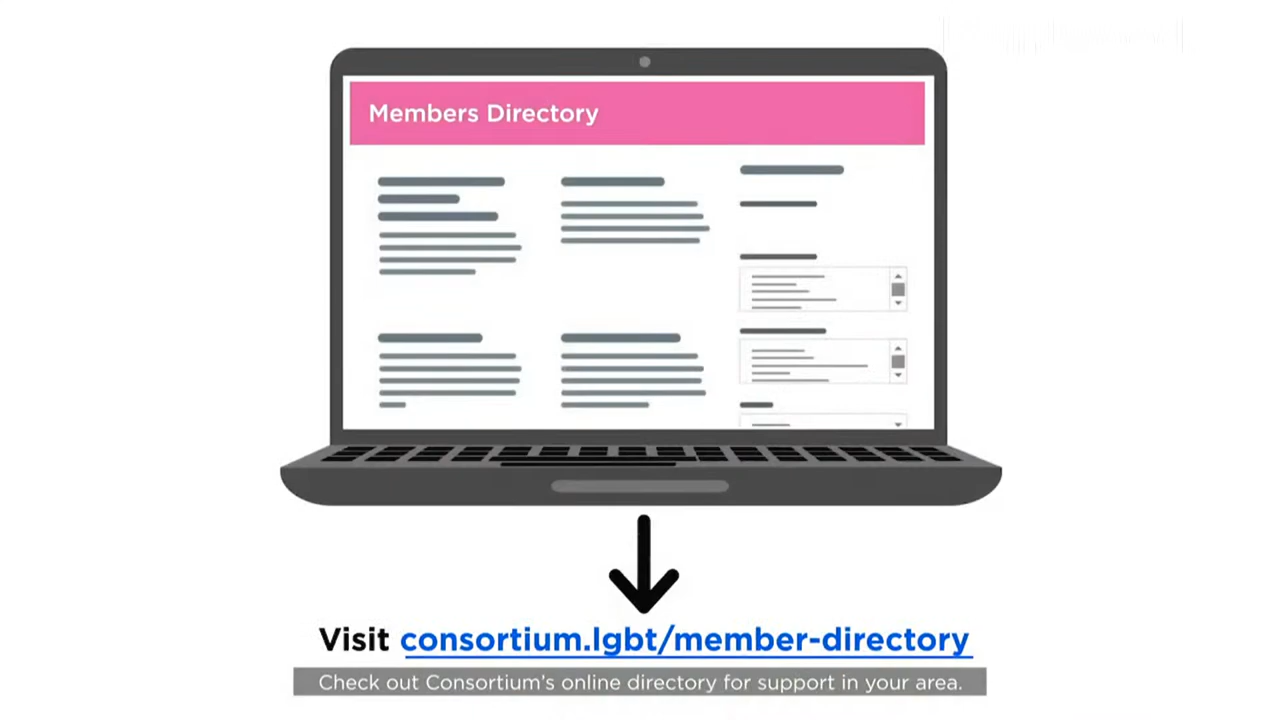 Members Directory
Visit consortium.lgbt/member-directory
Check out Consortium's online directory for support in your area.